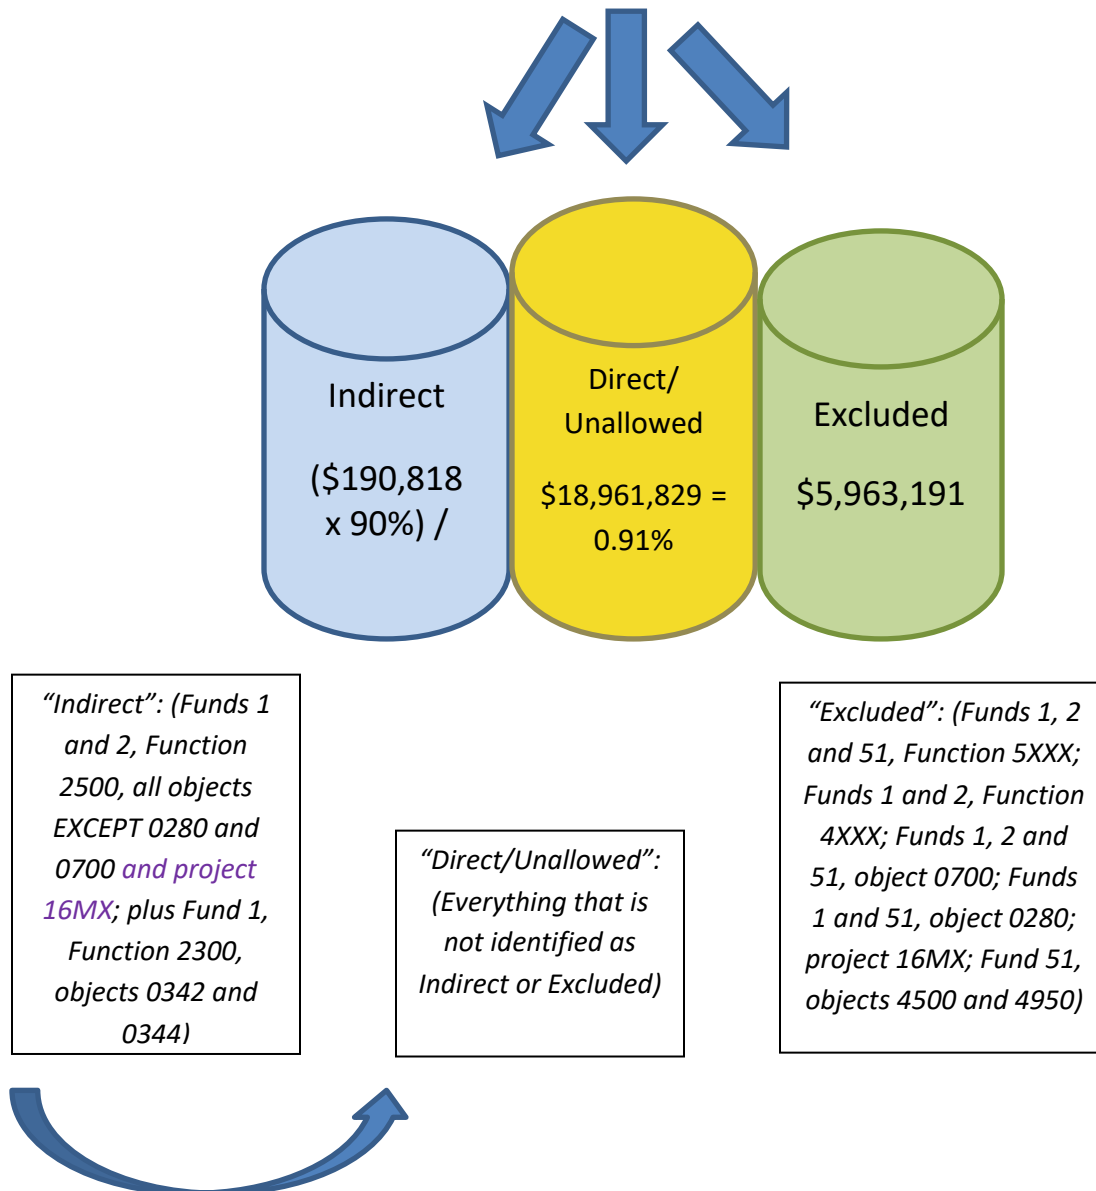 Indirect
($190,818
x 90%) /
Direct/
Unallowed
$18,961,829 =
0.91%
Excluded
$5,963,191
“Indirect”: (Funds 1
and 2, Function
2500, all objects
EXCEPT 0280 and
0700 and project
16MX; plus Fund 1,
Function 2300,
objects 0342 and
0344)
“Direct/Unallowed”:
(Everything that is
not identified as
Indirect or Excluded)
“Excluded”: (Funds 1, 2
and 51, Function 5XXX;
Funds 1 and 2, Function
4XXX; Funds 1, 2 and
51, object 0700; Funds
1 and 51, object 0280;
project 16MX; Fund 51,
objects 4500 and 4950)